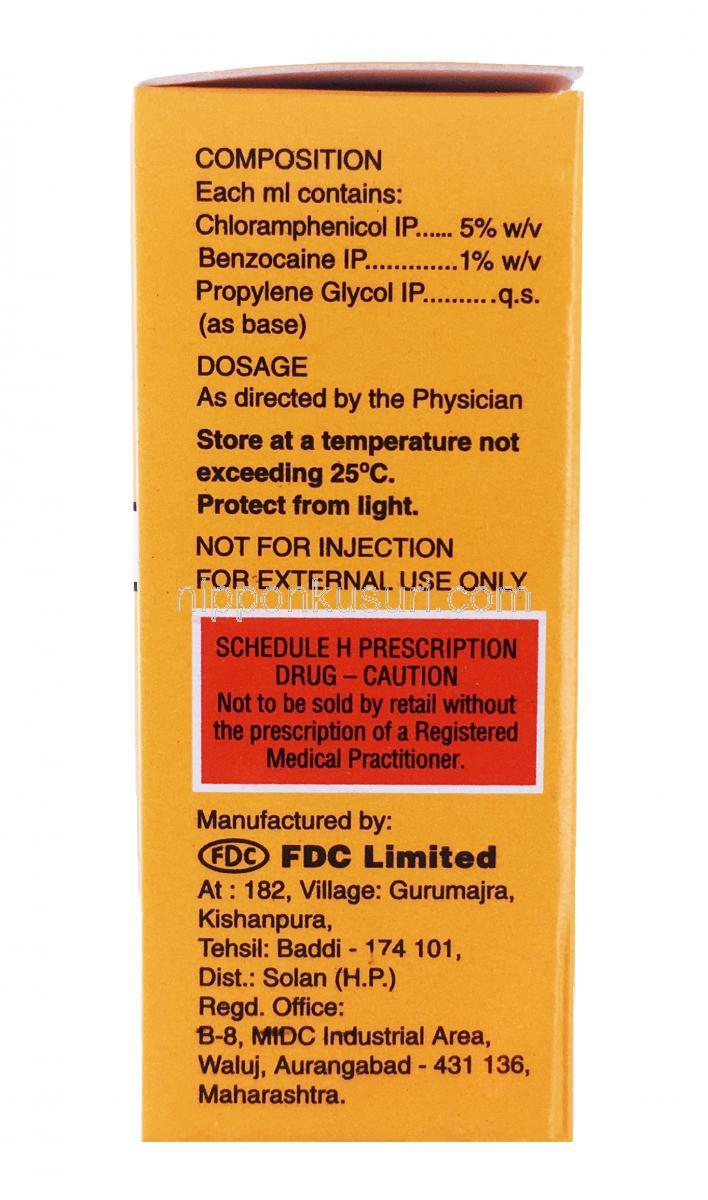 COMPOSITION
Each ml contains:
Chloramphenicol IP...... 5% w/v
Benzocaine IP.............1% w/v
Propylene Glycol IP..........q.s.
(as base)
DOSAGE
As directed by the Physician
Store at a temperature not
exceeding 25ºC.
Protect from light.
NOT FOR INJECTION
FOR EXTERNAL USE ONLY
nipponkusuri.com
SCHEDULE H PRESCRIPTION
DRUG – CAUTION
Not to be sold by retail without
the prescription of a Registered
Medical Practitioner.
Manufactured by:
FDC FDC Limited
At : 182, Village: Gurumajra,
Kishanpura,
Tehsil: Baddi - 174 101,
Dist.: Solan (H.P.)
Regd. Office:
B-8, MIDC Industrial Area,
Waluj, Aurangabad - 431 136,
Maharashtra.